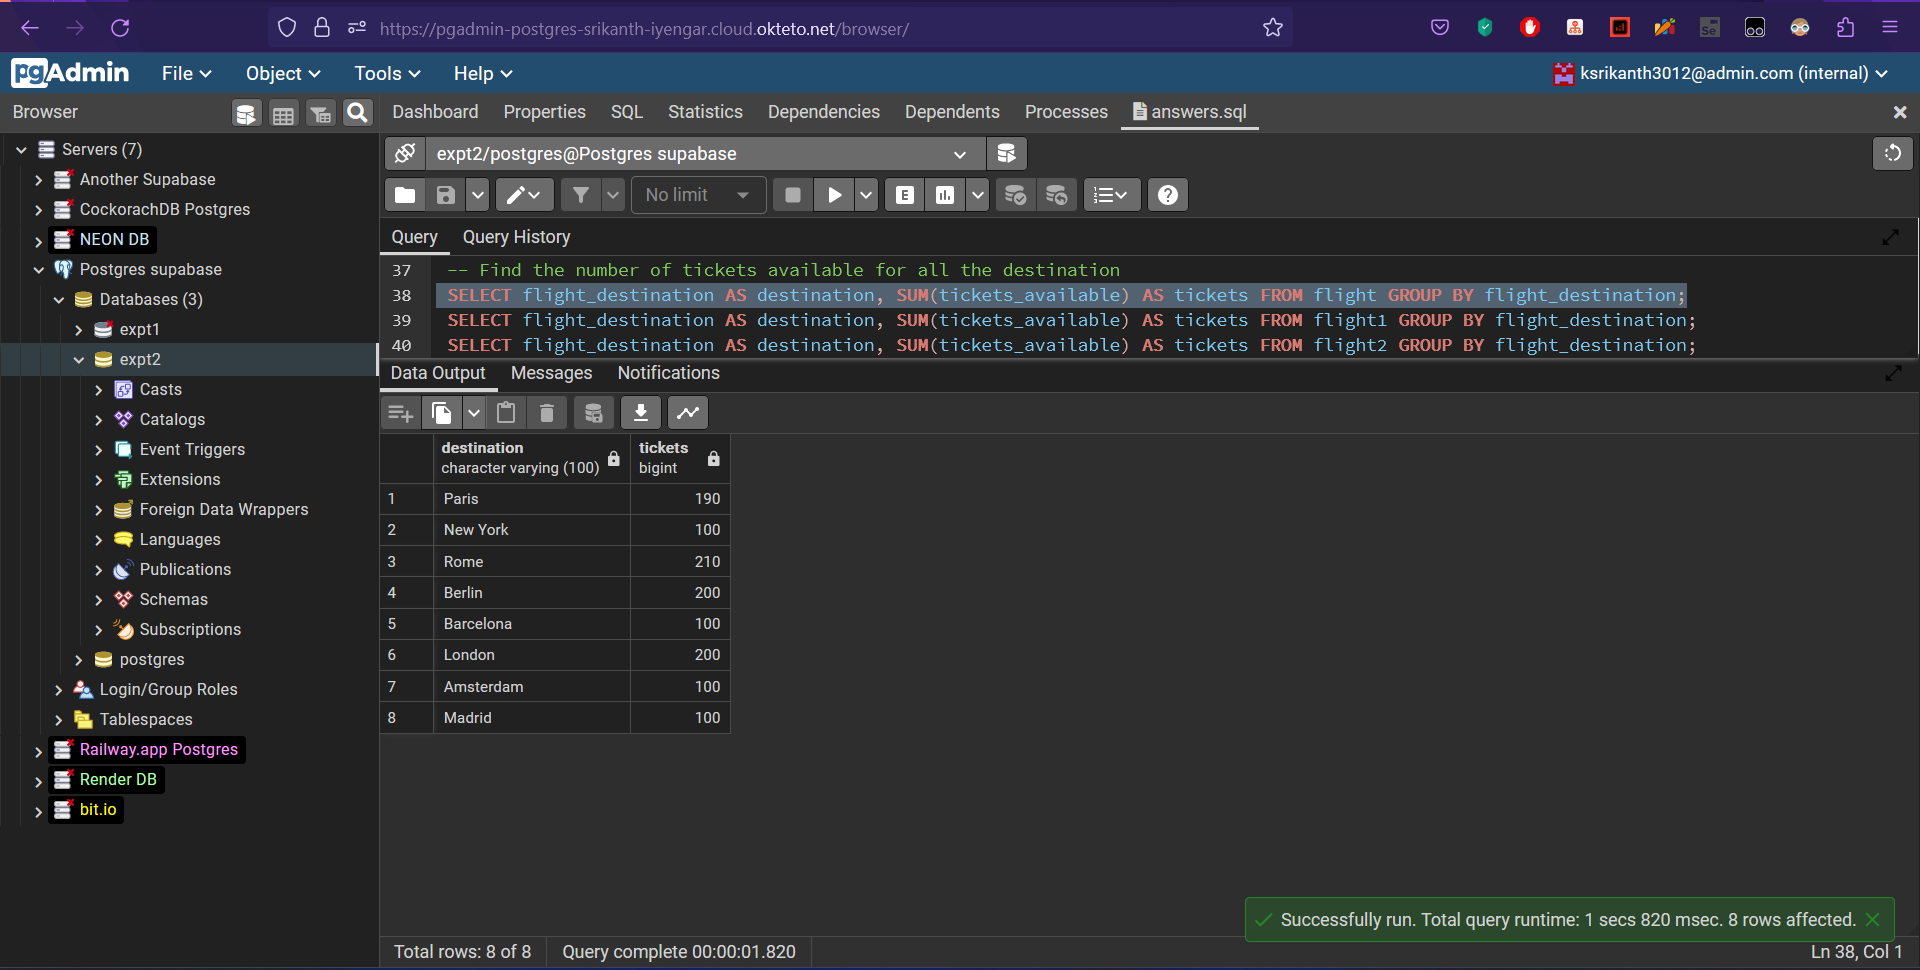 https://pgadmin-postgres-srikanth-iyengar.cloud.okteto.net/browser/
pgAdmin File Object Tools Help ksrikanth3012@admin.com (internal)
Browser
Dashboard Properties SQL Statistics Dependencies Dependents Processes answers.sql
Servers (7)
Another Supabase
CockorachDB Postgres
NEON DB
Postgres supabase
Databases (3)
expt1
expt2
Casts
Catalogs
Event Triggers
Extensions
Foreign Data Wrappers
Languages
Publications
Schemas
Subscriptions
postgres
Login/Group Roles
Tablespaces
Railway.app Postgres
Render DB
bit.io
expt2/postgres@Postgres supabase
No limit
E
Query Query History
37 -- Find the number of tickets available for all the destination
38 SELECT flight_destination AS destination, SUM(tickets_available) AS tickets FROM flight GROUP BY flight_destination;
39 SELECT flight_destination AS destination, SUM(tickets_available) AS tickets FROM flight1 GROUP BY flight_destination;
40 SELECT flight_destination AS destination, SUM(tickets_available) AS tickets FROM flight2 GROUP BY flight_destination;
Data Output Messages Notifications
destination tickets
character varying (100) bigint
1 Paris 190
2 New York 100
3 Rome 210
4 Berlin 200
5 Barcelona 100
6 London 200
7 Amsterdam 100
8 Madrid 100
Successfully run. Total query runtime: 1 secs 820 msec. 8 rows affected.
Total rows: 8 of 8 Query complete 00:00:01.820 Ln 38, Col 1